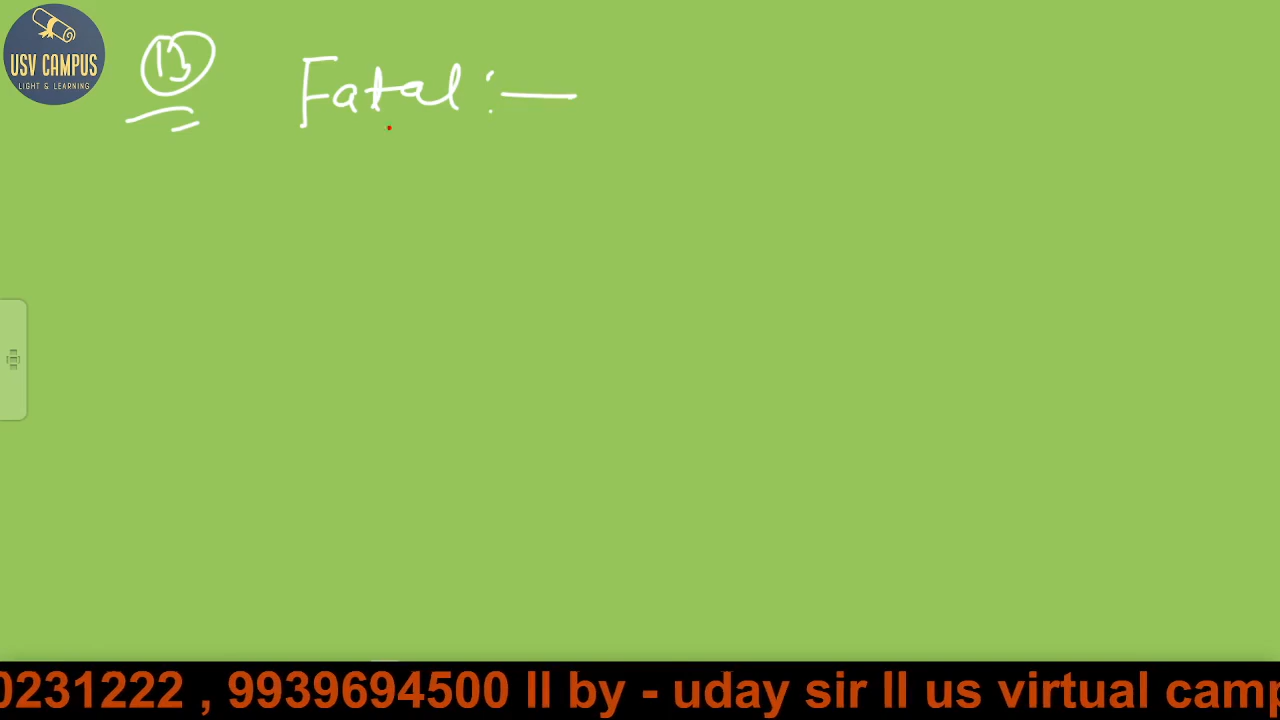 USV CAMPUS
LIGHT & LEARNING
13 Fatal :—
0231222 , 9939694500 ll by - uday sir ll us virtual camp